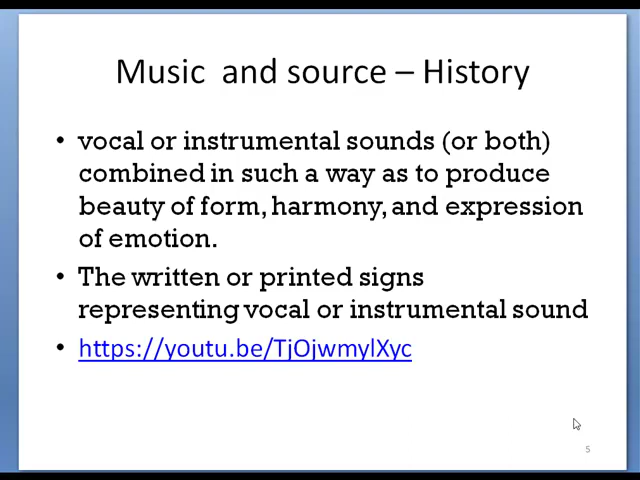 Music  and source – History
• vocal or instrumental sounds (or both)
combined in such a way as to produce
beauty of form, harmony, and expression
of emotion.
• The written or printed signs
representing vocal or instrumental sound
• https://youtu.be/TjOjwmylXyc
5